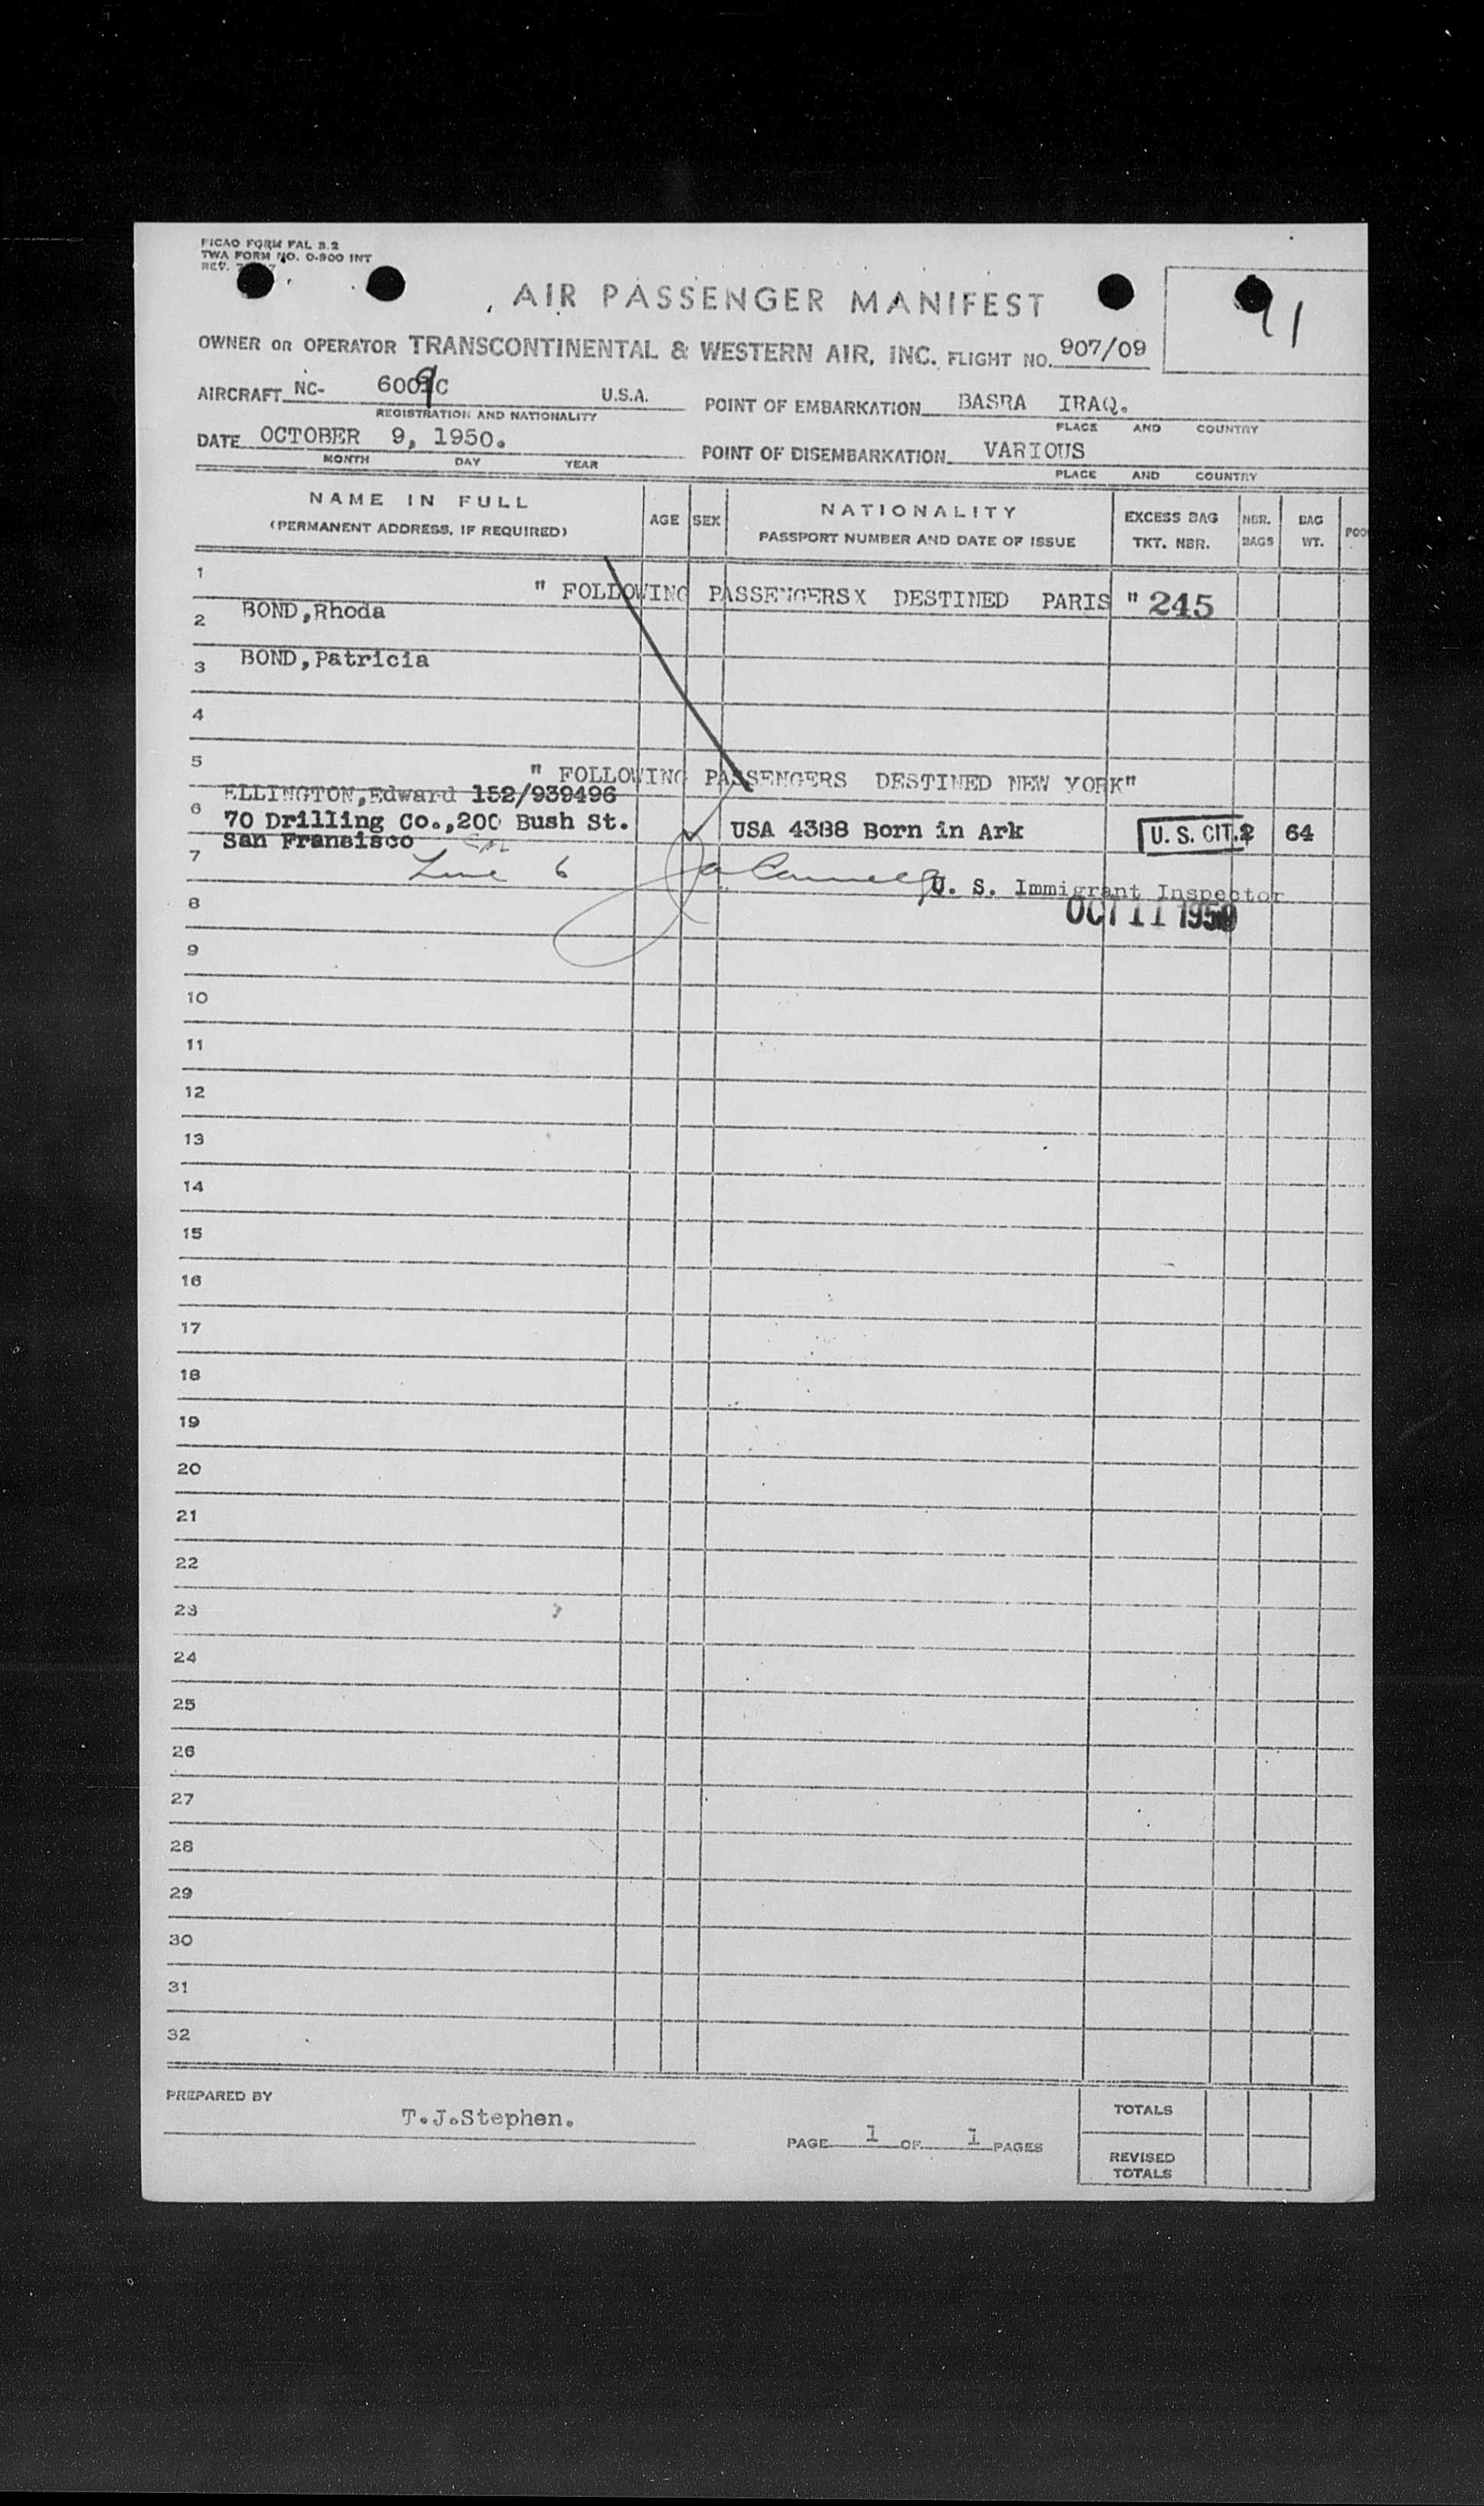 FICAO FORM FAL 3.2
TWA FORM NO. 0-900 INT
REV.
AIR PASSENGER MANIFEST
91
OWNER OR OPERATOR TRANSCONTINENTAL & WESTERN AIR, INC. FLIGHT NO. 907/09
AIRCRAFT NC- 6009C U.S.A. POINT OF EMBARKATION BASRA IRAQ.
REGISTRATION AND NATIONALITY PLACE AND COUNTRY
DATE OCTOBER 9, 1950. POINT OF DISEMBARKATION VARIOUS
MONTH DAY YEAR PLACE AND COUNTRY
NAME IN FULL
(PERMANENT ADDRESS, IF REQUIRED)
AGE SEX
NATIONALITY
PASSPORT NUMBER AND DATE OF ISSUE
EXCESS BAG
TKT. NBR.
NBR.
BAGS
BAG
WT.
POO
1
" FOLLOWING PASSENGERSX DESTINED PARIS " 245
2 BOND,Rhoda
3 BOND,Patricia
4
5
" FOLLOWING PASSENGERS DESTINED NEW YORK"
ELLINGTON,Edward 152/939496
6 70 Drilling Co.,200 Bush St. USA 4388 Born in Ark U. S. CIT. 2 64
San Fransisco
7 Line 6 U. S. Immigrant Inspector
8 OCT 11 1950
9
10
11
12
13
14
15
16
17
18
19
20
21
22
23
24
25
26
27
28
29
30
31
32
PREPARED BY
T.J.Stephen.
PAGE 1 OF 1 PAGES
TOTALS
REVISED
TOTALS